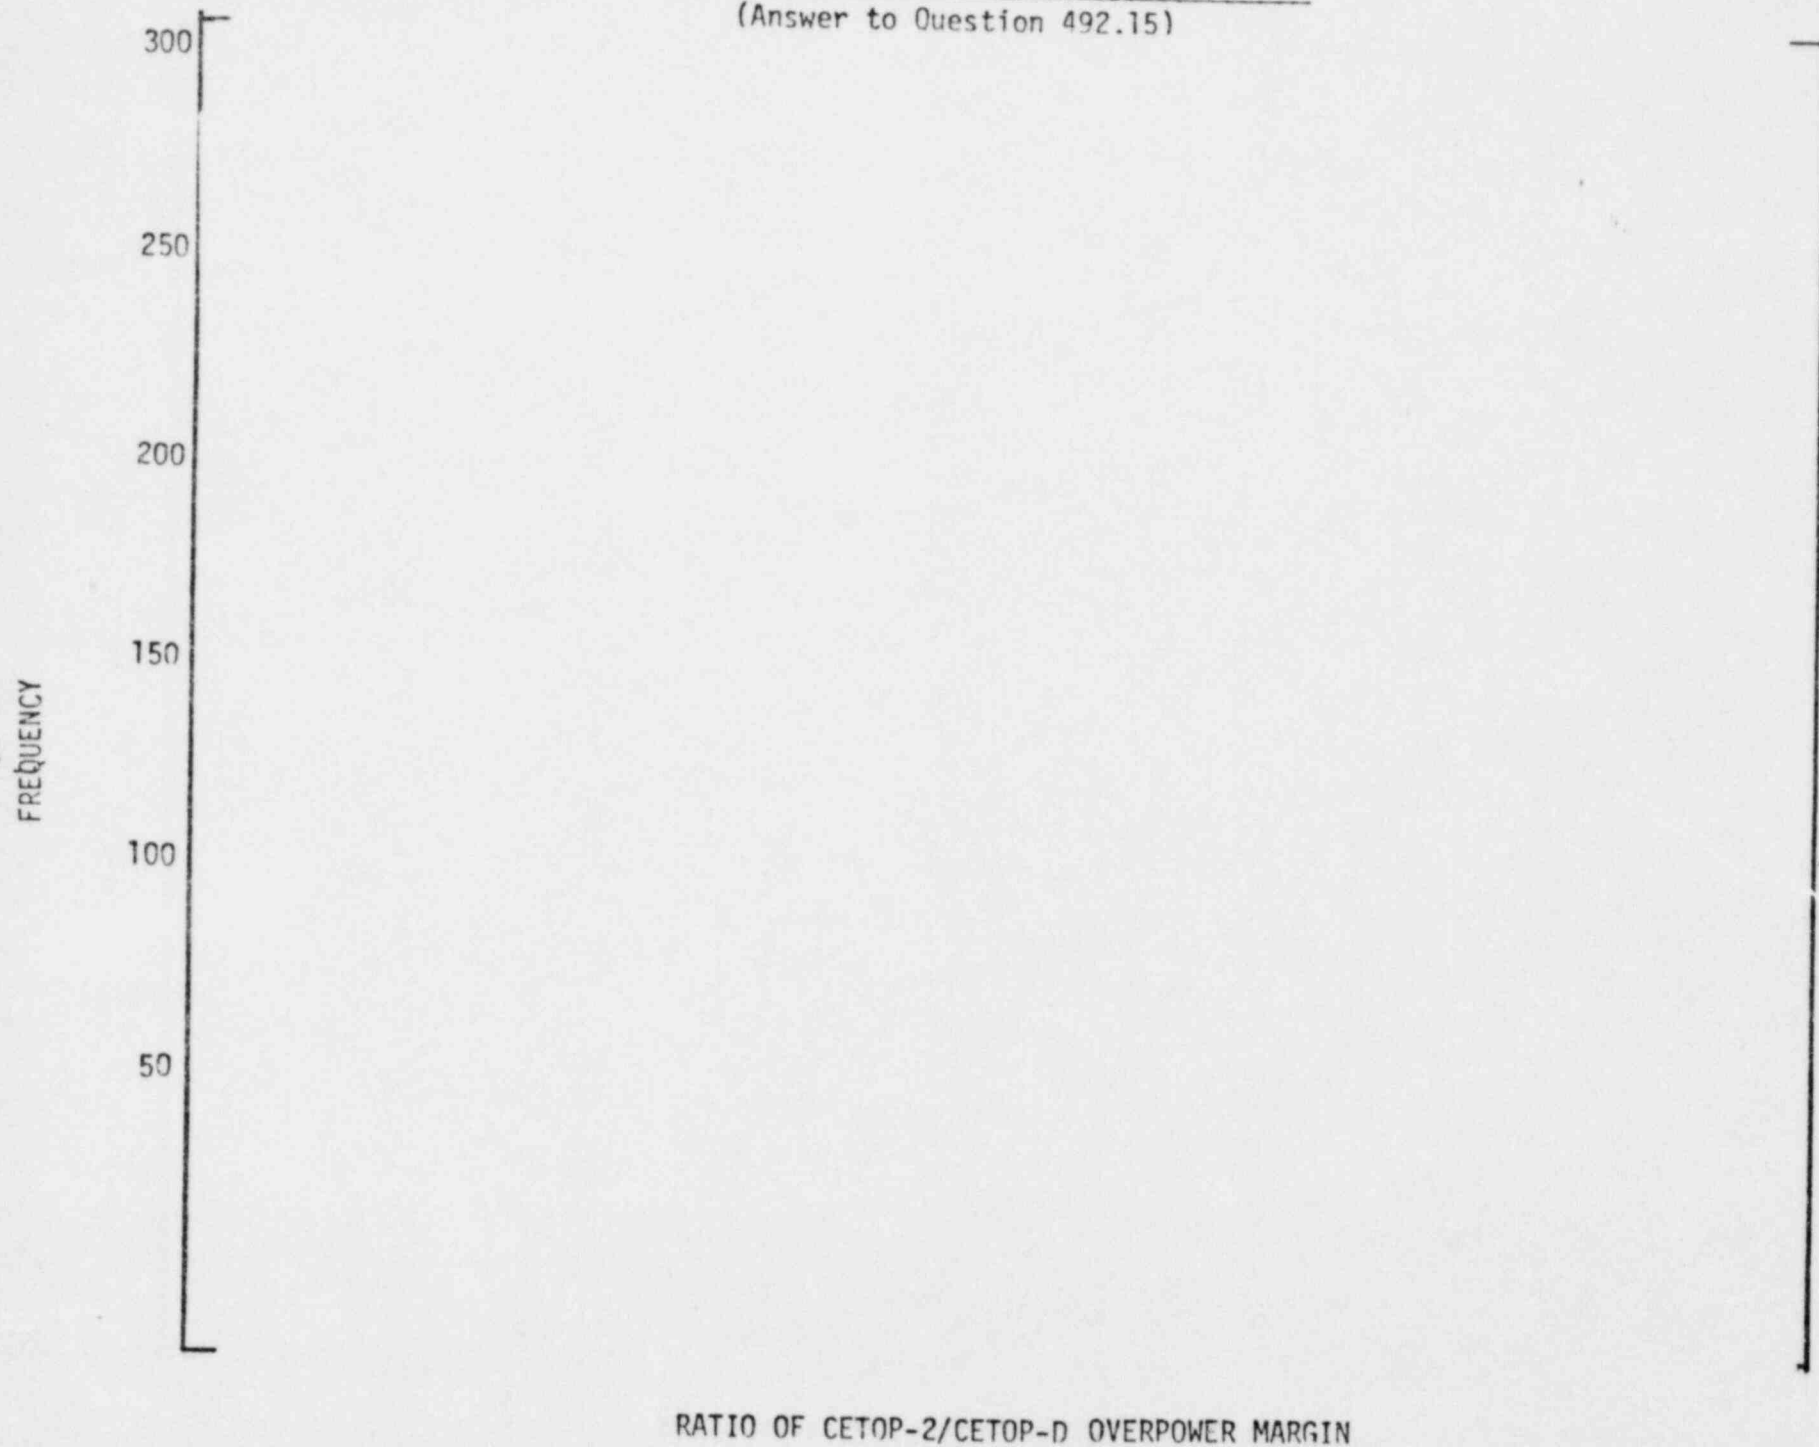 (Answer to Question 492.15)
300
250
200
150
100
50
FREQUENCY
RATIO OF CETOP-2/CETOP-D OVERPOWER MARGIN